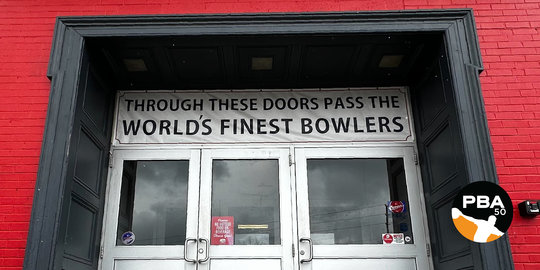 THROUGH THESE DOORS PASS THE
WORLD'S FINEST BOWLERS
PBA
50